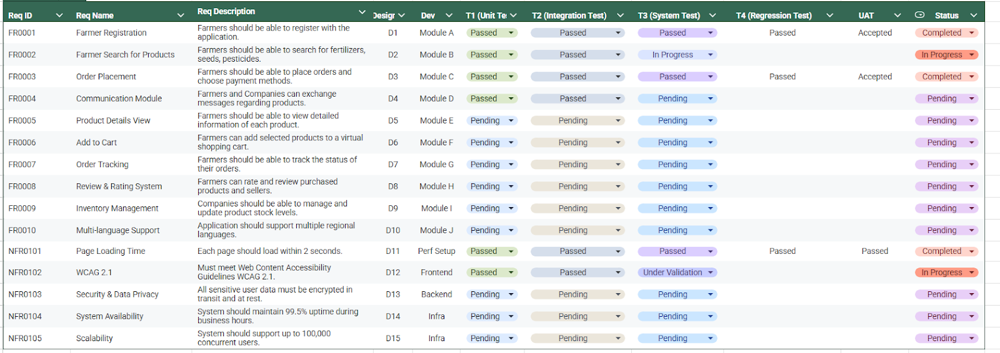 Req ID Req Name Req Description Design Dev T1 (Unit Te T2 (Integration Test) T3 (System Test) T4 (Regression Test) UAT Status
FR0001 Farmer Registration Farmers should be able to register with the D1 Module A Passed Passed Passed Passed Accepted Completed
application.
FR0002 Farmer Search for Products Farmers should be able to search for fertilizers, D2 Module B Passed Passed In Progress In Progress
seeds, pesticides.
FR0003 Order Placement Farmers should be able to place orders and D3 Module C Passed Passed Passed Passed Accepted Completed
choose payment methods.
FR0004 Communication Module Farmers and Companies can exchange D4 Module D Passed Passed Pending Pending
messages regarding products.
FR0005 Product Details View Farmers should be able to view detailed D5 Module E Pending Pending Pending Pending
information of each product.
FR0006 Add to Cart Farmers can add selected products to a virtual D6 Module F Pending Pending Pending Pending
shopping cart.
FR0007 Order Tracking Farmers should be able to track the status of D7 Module G Pending Pending Pending Pending
their orders.
FR0008 Review & Rating System Farmers can rate and review purchased D8 Module H Pending Pending Pending Pending
products and sellers.
FR0009 Inventory Management Companies should be able to manage and D9 Module I Pending Pending Pending Pending
update product stock levels.
FR0010 Multi-language Support Application should support multiple regional D10 Module J Pending Pending Pending Pending
languages.
NFR0101 Page Loading Time Each page should load within 2 seconds. D11 Perf Setup Passed Passed Passed Passed Passed Completed
NFR0102 WCAG 2.1 Must meet Web Content Accessibility D12 Frontend Passed Passed Under Validation In Progress
Guidelines WCAG 2.1.
NFR0103 Security & Data Privacy All sensitive user data must be encrypted in D13 Backend Pending Pending Pending Pending
transit and at rest.
NFR0104 System Availability System should maintain 99.5% uptime during D14 Infra Pending Pending Pending Pending
business hours.
NFR0105 Scalability System should support up to 100,000 D15 Infra Pending Pending Pending Pending
concurrent users.